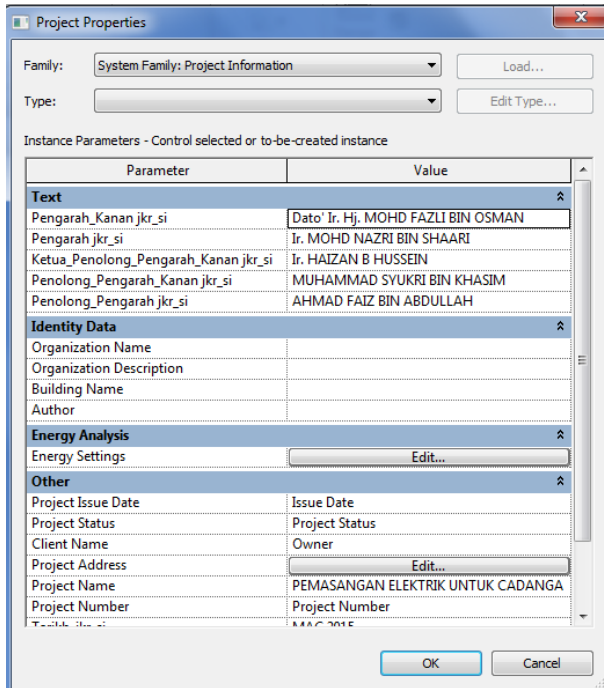 Project Properties
Family: System Family: Project Information Load...
Type: Edit Type...
Instance Parameters - Control selected or to-be-created instance
Parameter Value
Text
Pengarah_Kanan jkr_si Dato' Ir. Hj. MOHD FAZLI BIN OSMAN
Pengarah jkr_si Ir. MOHD NAZRI BIN SHAARI
Ketua_Penolong_Pengarah_Kanan jkr_si Ir. HAIZAN B HUSSEIN
Penolong_Pengarah_Kanan jkr_si MUHAMMAD SYUKRI BIN KHASIM
Penolong_Pengarah jkr_si AHMAD FAIZ BIN ABDULLAH
Identity Data
Organization Name
Organization Description
Building Name
Author
Energy Analysis
Energy Settings Edit...
Other
Project Issue Date Issue Date
Project Status Project Status
Client Name Owner
Project Address Edit...
Project Name PEMASANGAN ELEKTRIK UNTUK CADANGA
Project Number Project Number
Tarikh jkr_si MAC 2015
OK Cancel